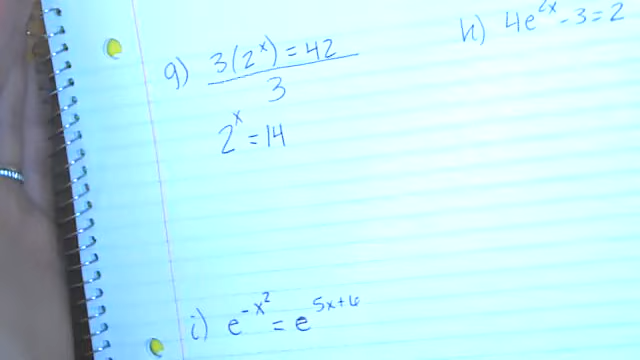 g) 3(2^x) = 42
3
2^x = 14
h) 4e^{2x} - 3 = 2
i) e^{-x^2} = e^{5x+6}